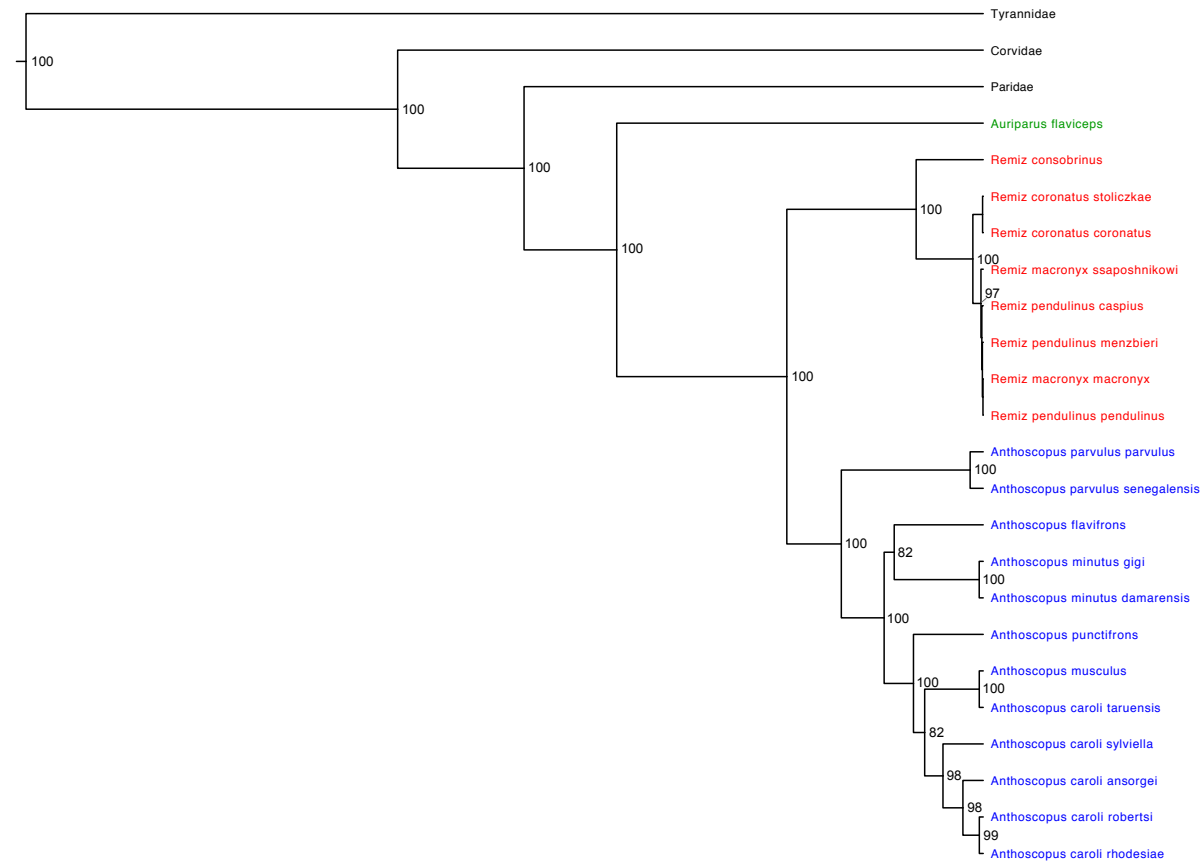 Tyrannidae
100
Corvidae
100
Paridae
100
Auriparus flaviceps
100
Remiz consobrinus
100
Remiz coronatus stoliczkae
Remiz coronatus coronatus
100
Remiz macronyx ssaposhnikowi
97
Remiz pendulinus caspius
Remiz pendulinus menzbieri
100
Remiz macronyx macronyx
Remiz pendulinus pendulinus
Anthoscopus parvulus parvulus
100
Anthoscopus parvulus senegalensis
Anthoscopus flavifrons
100
82
Anthoscopus minutus gigi
100
Anthoscopus minutus damarensis
100
Anthoscopus punctifrons
Anthoscopus musculus
100
100
Anthoscopus caroli taruensis
82
Anthoscopus caroli sylviella
98
Anthoscopus caroli ansorgei
98
Anthoscopus caroli robertsi
99
Anthoscopus caroli rhodesiae